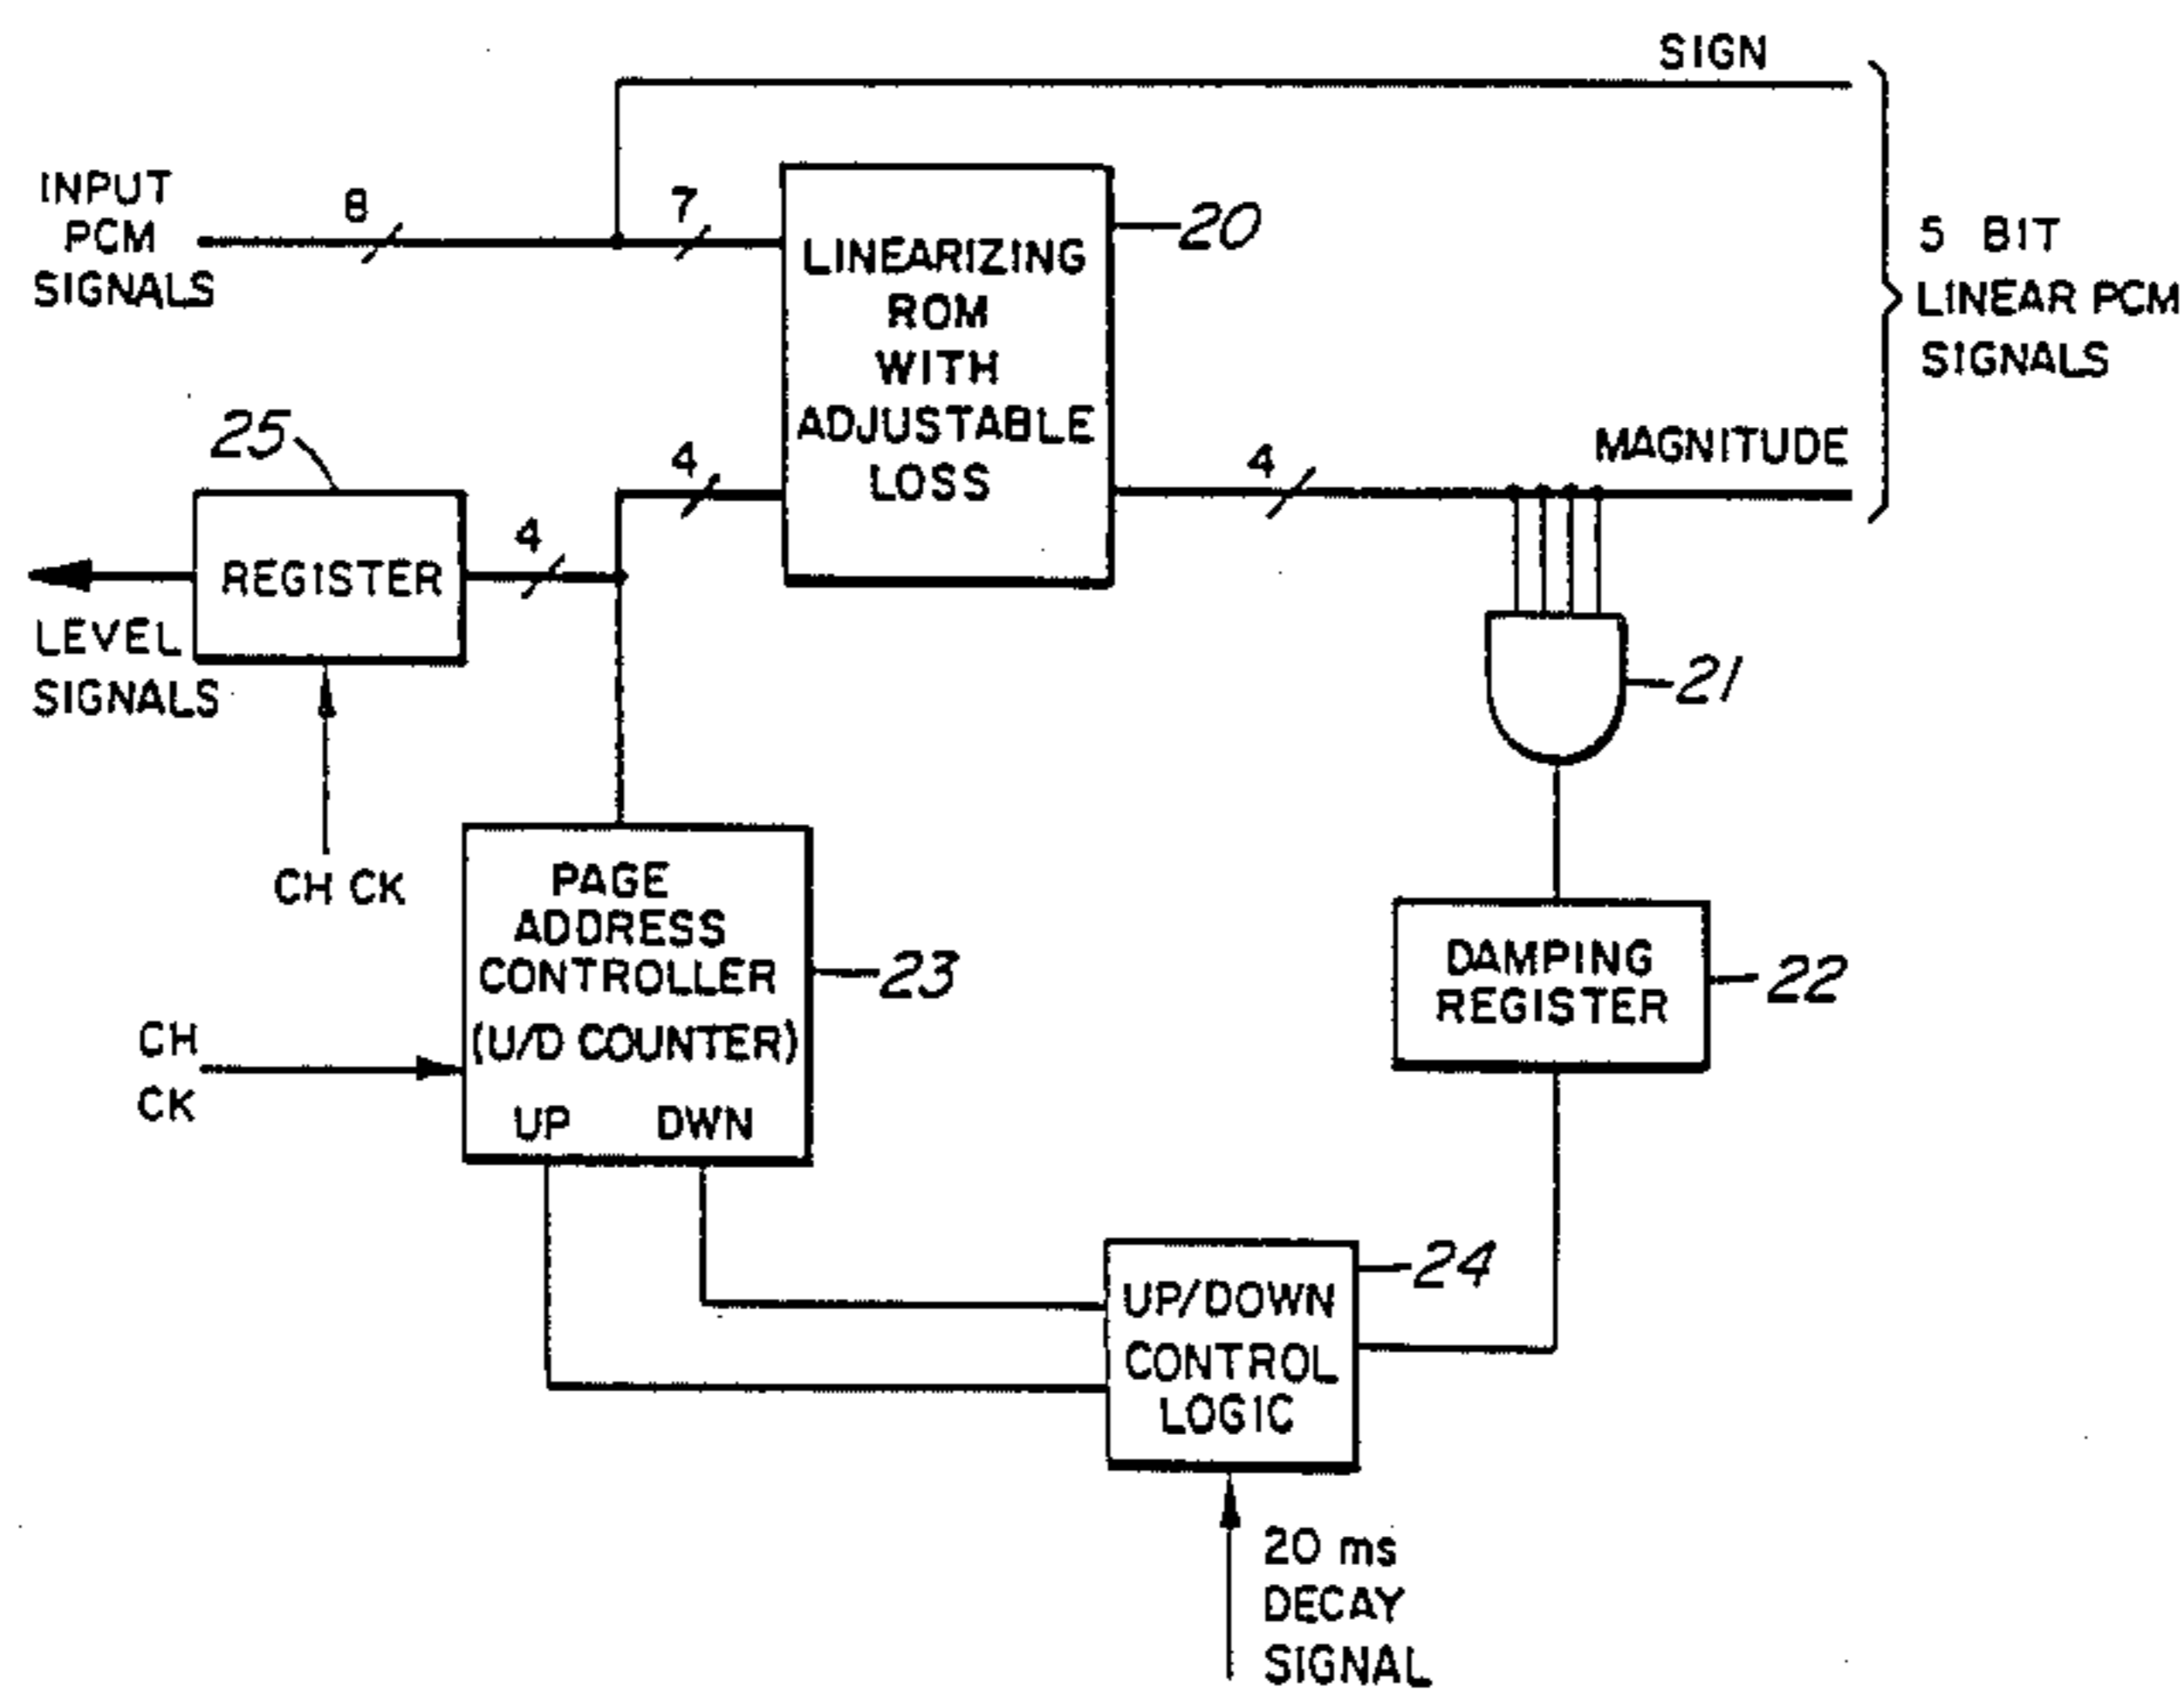 SIGN
INPUT
PCM
SIGNALS
8
7
LINEARIZING
ROM
WITH
ADJUSTABLE
LOSS
20
5 BIT
LINEAR PCM
SIGNALS
25
4
4
4
MAGNITUDE
REGISTER
LEVEL
SIGNALS
21
CH CK
PAGE
ADDRESS
CONTROLLER
(U/D COUNTER)
UP DWN
23
DAMPING
REGISTER
22
CH
CK
UP/DOWN
CONTROL
LOGIC
24
20 ms
DECAY
SIGNAL